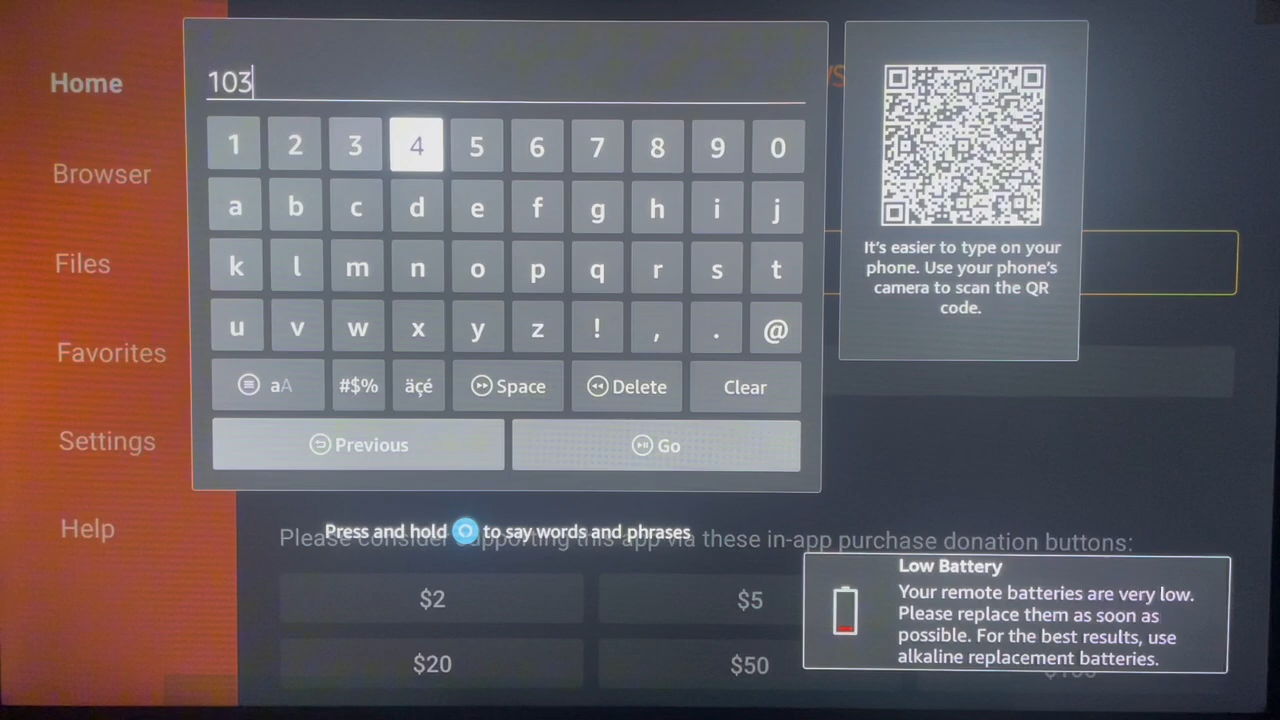 Home
Browser
Files
Favorites
Settings
Help
103
1 2 3 4 5 6 7 8 9 0
a b c d e f g h i j
k l m n o p q r s t
u v w x y z ! , . @
aA #$% äçé Space Delete Clear
Previous Go
It's easier to type on your
phone. Use your phone's
camera to scan the QR
code.
Press and hold to say words and phrases
Please consider supporting this app via these in-app purchase donation buttons:
$2 $5
$20 $50
Low Battery
Your remote batteries are very low.
Please replace them as soon as
possible. For the best results, use
alkaline replacement batteries.